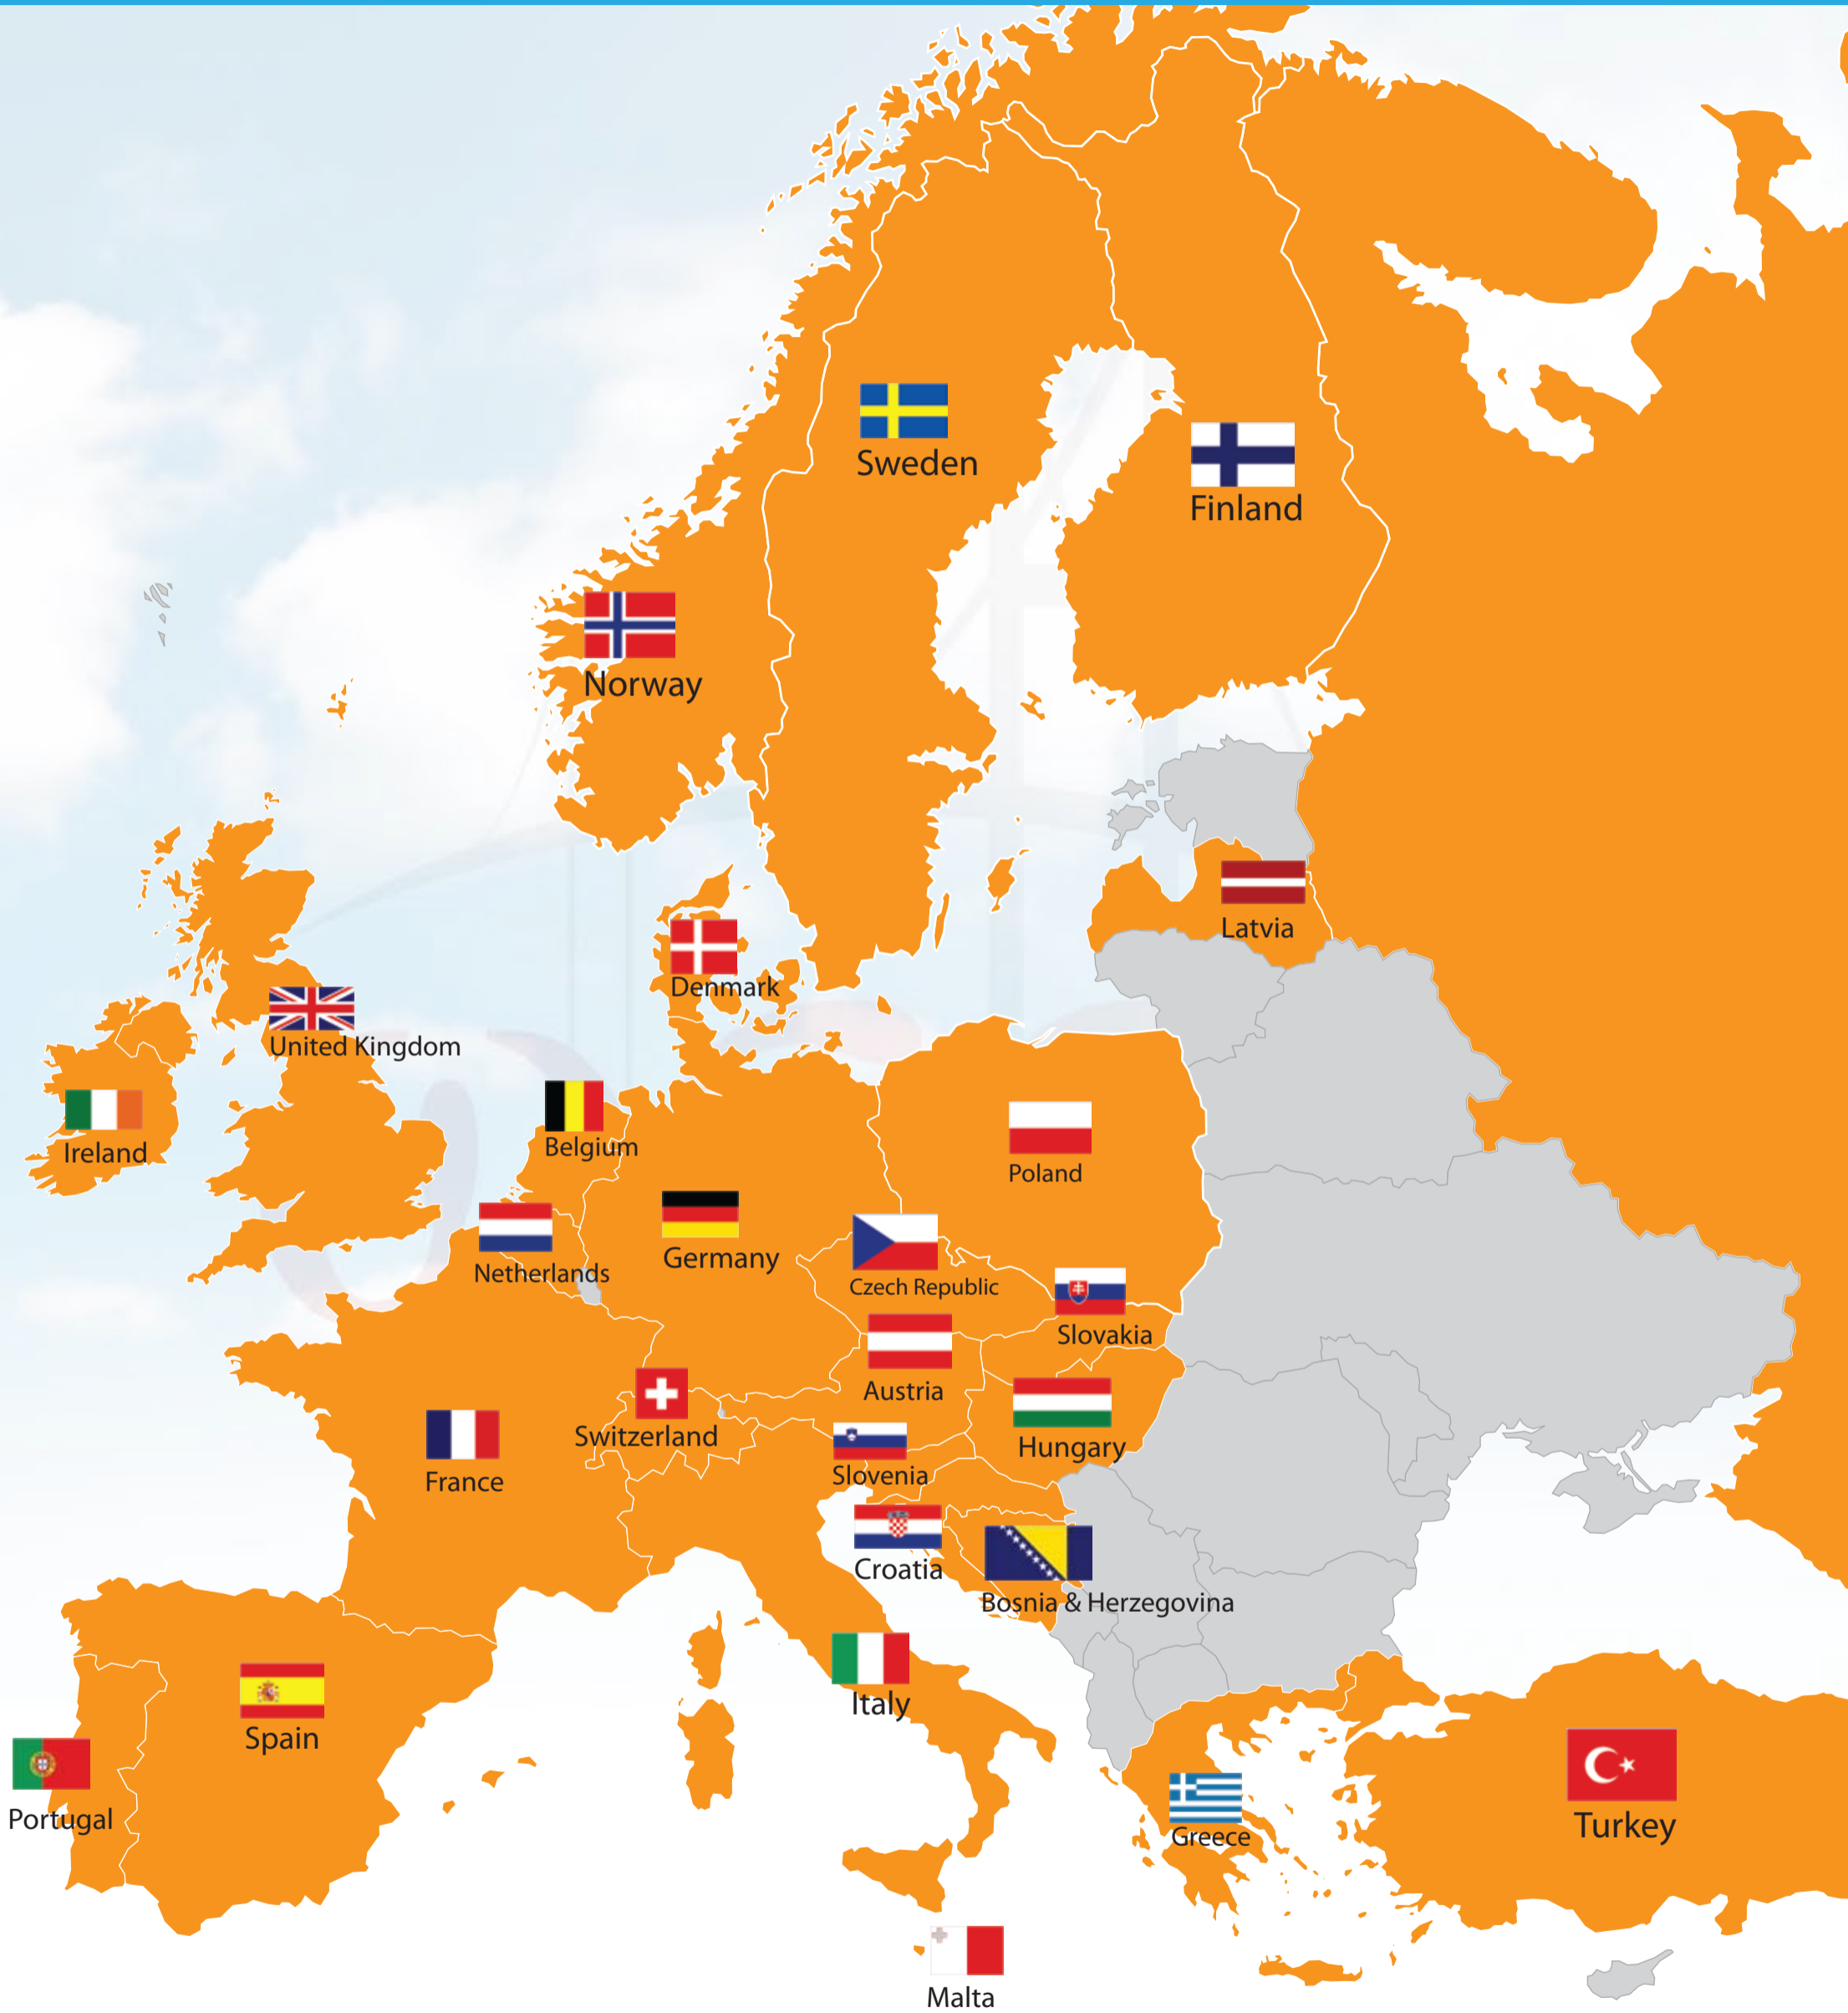 Sweden
Finland
Norway
Latvia
Denmark
United Kingdom
Ireland
Belgium
Poland
Germany
Netherlands
Czech Republic
Slovakia
Austria
Switzerland
Hungary
France
Slovenia
Croatia
Bosnia & Herzegovina
Italy
Spain
Portugal
Turkey
Greece
Malta